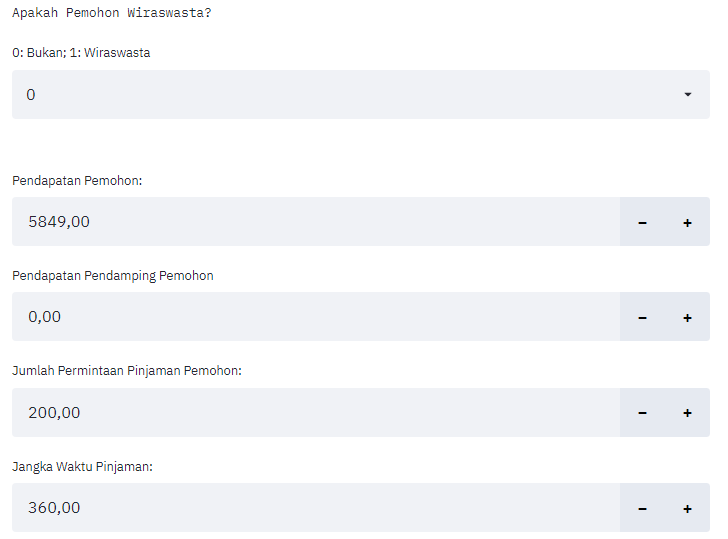 Apakah Pemohon Wiraswasta?
0: Bukan; 1: Wiraswasta
0
Pendapatan Pemohon:
5849,00 − +
Pendapatan Pendamping Pemohon
0,00 − +
Jumlah Permintaan Pinjaman Pemohon:
200,00 − +
Jangka Waktu Pinjaman:
360,00 − +